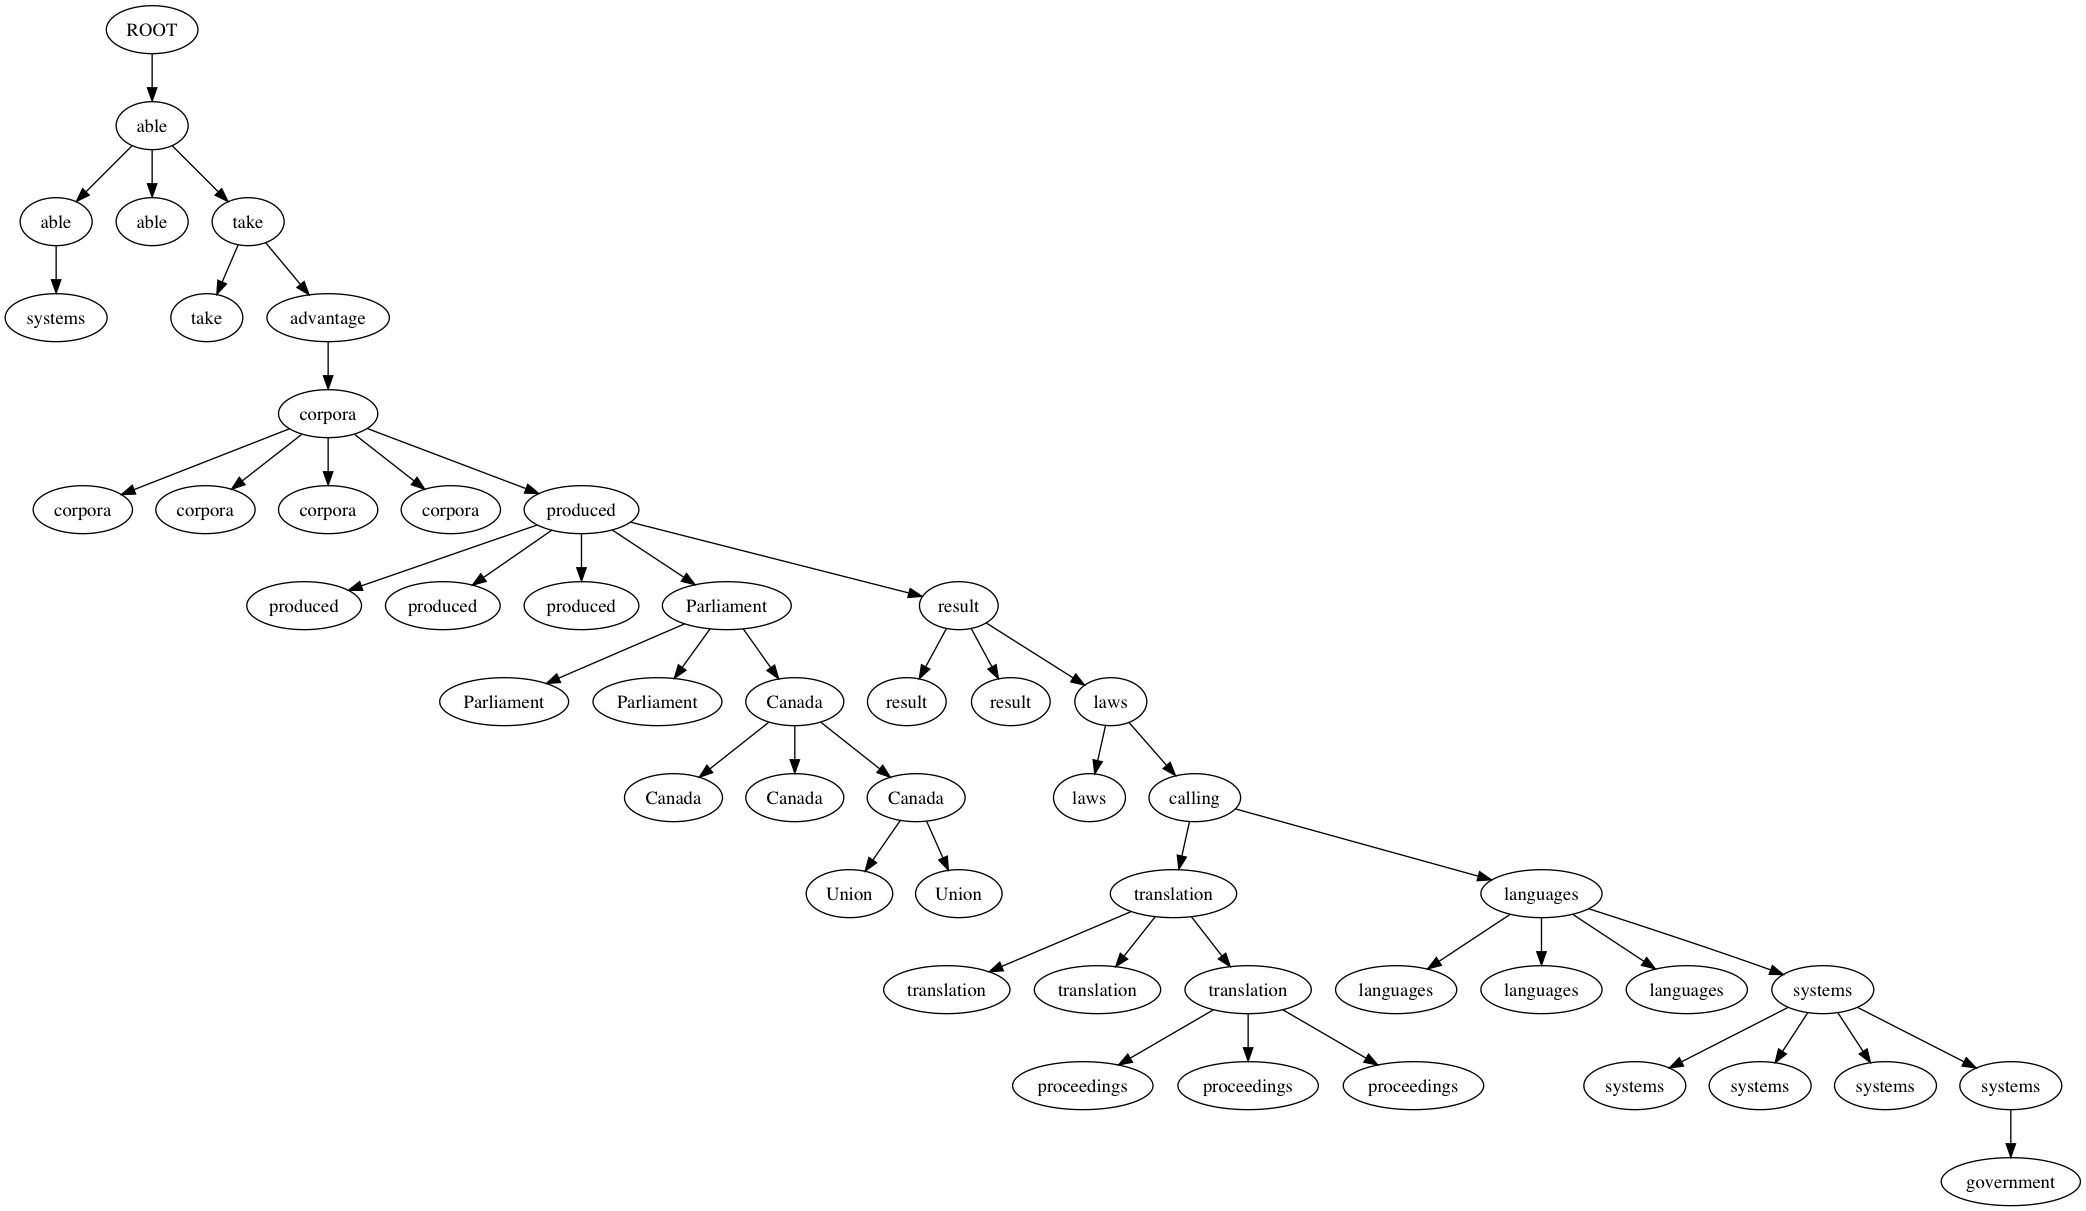 ROOT
able
able able take
systems take advantage
corpora
corpora corpora corpora corpora produced
produced produced produced Parliament result
Parliament Parliament Canada result result laws
Canada Canada Canada laws calling
Union Union translation languages
translation translation translation languages languages languages systems
proceedings proceedings proceedings systems systems systems systems
government